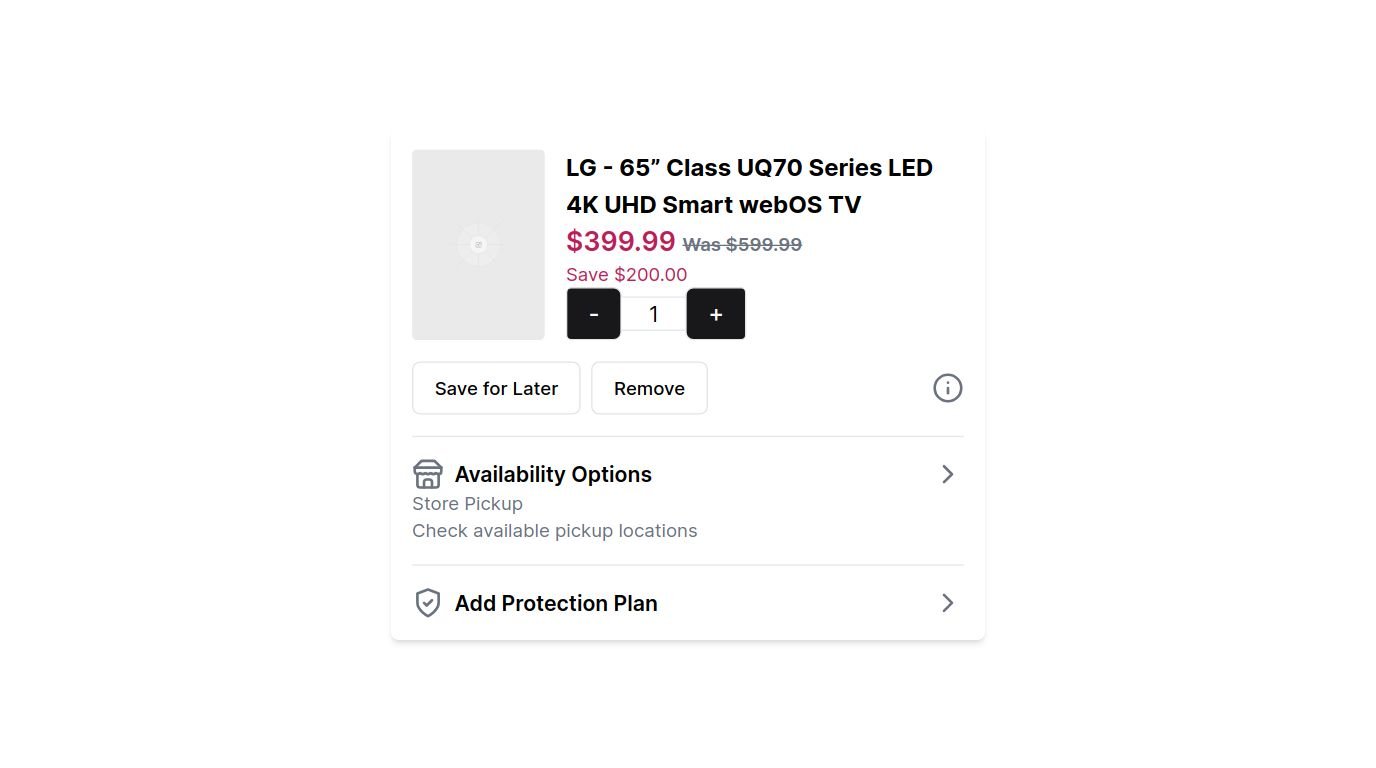 LG - 65” Class UQ70 Series LED
4K UHD Smart webOS TV
$399.99 Was $599.99
Save $200.00
- 1 +
Save for Later Remove
Availability Options
Store Pickup
Check available pickup locations
Add Protection Plan